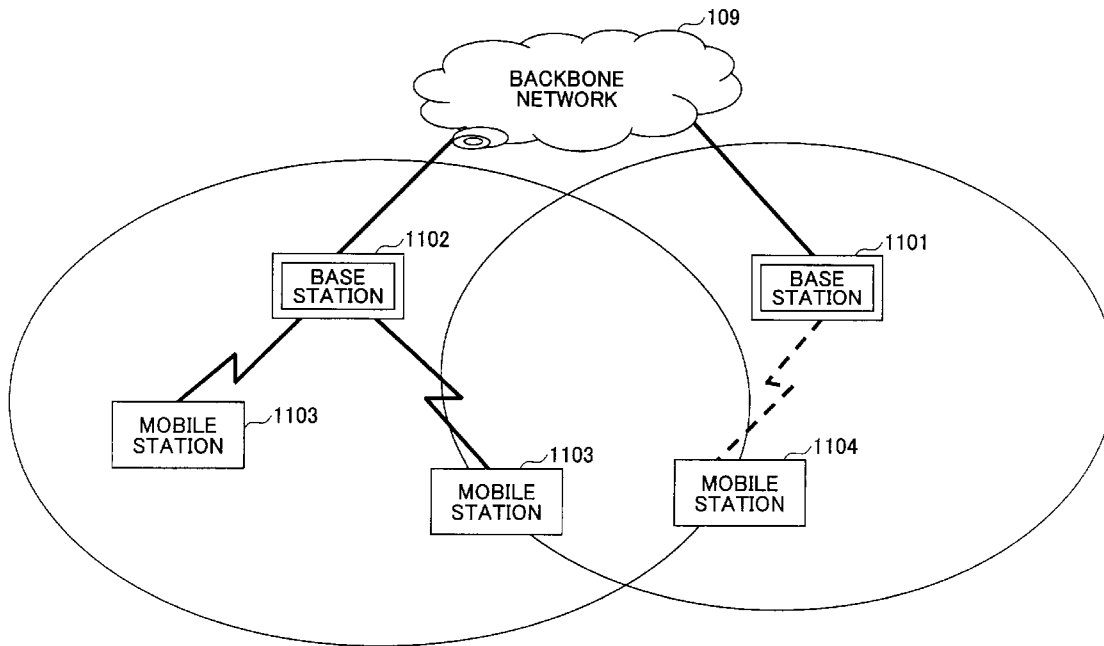 109
BACKBONE
NETWORK
1102
BASE
STATION
1101
BASE
STATION
1103
MOBILE
STATION
1103
MOBILE
STATION
1104
MOBILE
STATION